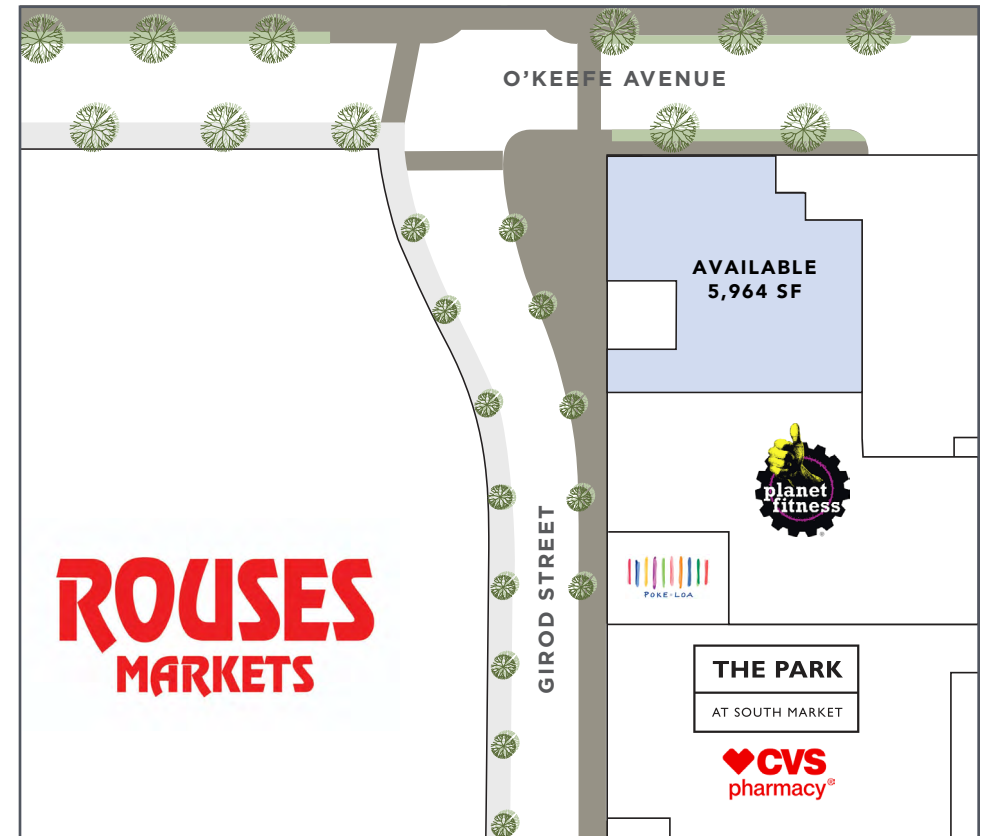 O’KEEFE AVENUE
AVAILABLE
5,964 SF
planet
fitness®
POKE-LOA
GIROD STREET
ROUSES
MARKETS
THE PARK
AT SOUTH MARKET
CVS
pharmacy®